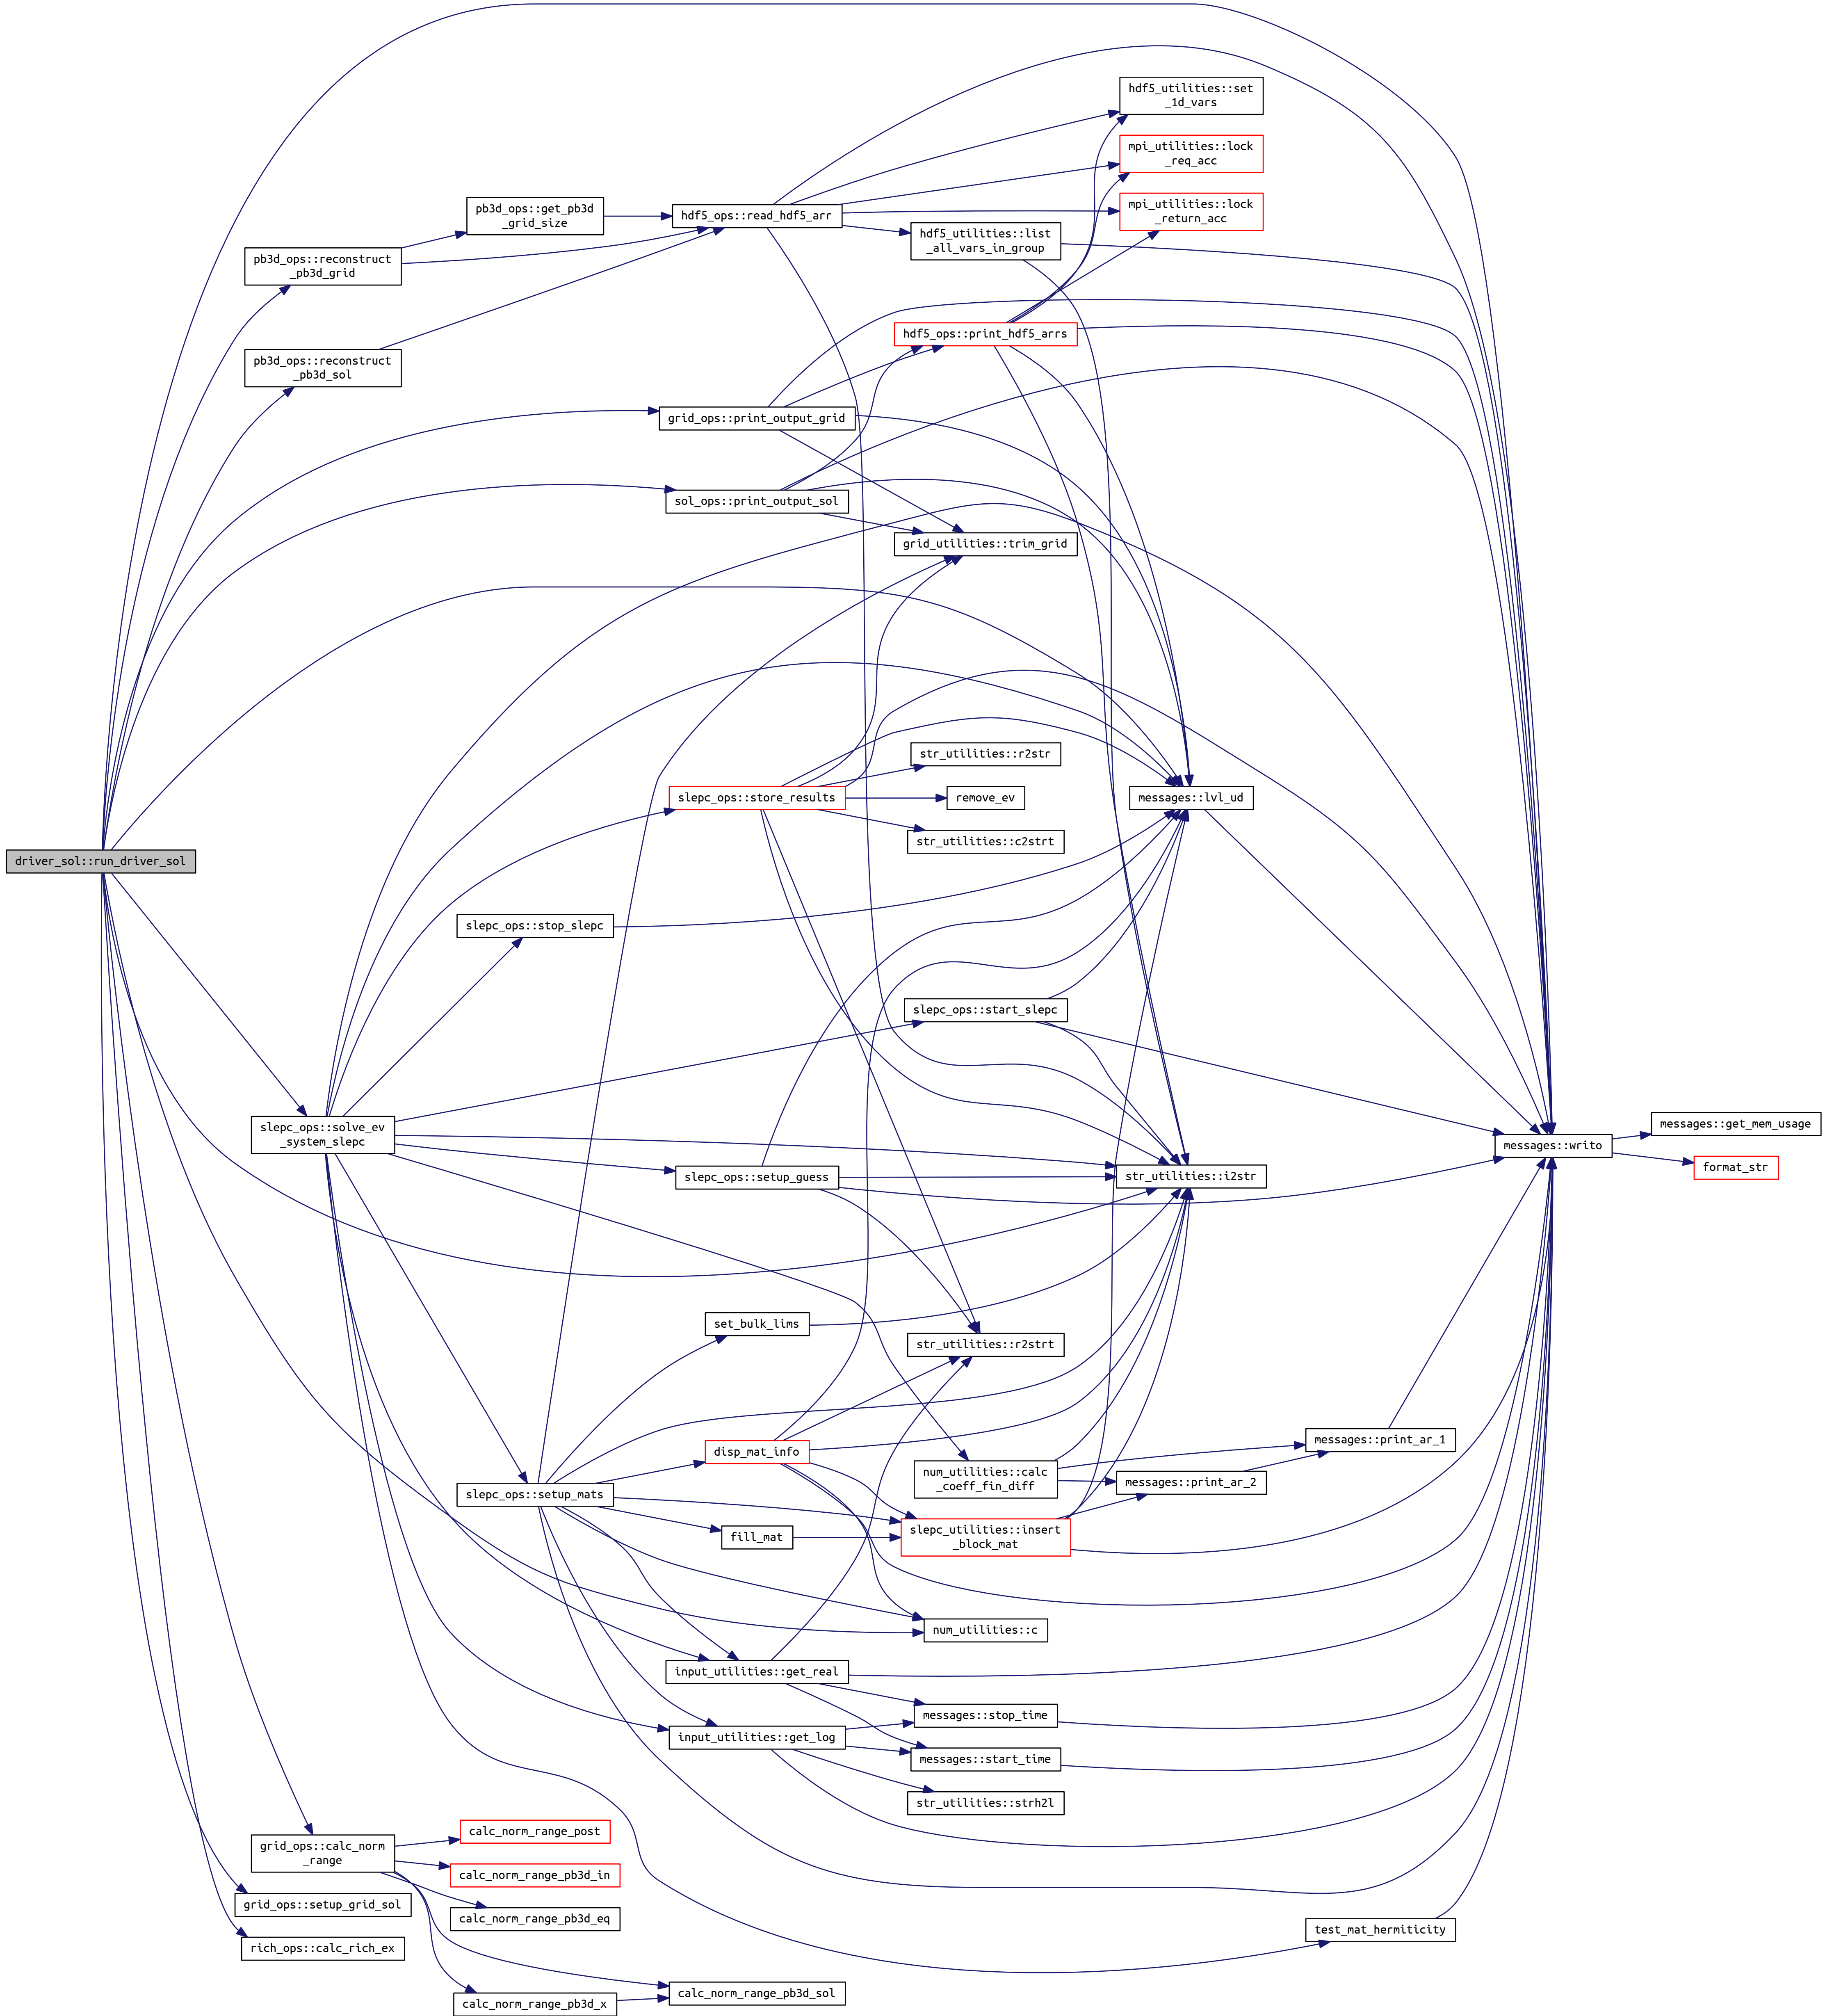 hdf5_utilities::set
_1d_vars
mpi_utilities::lock
_req_acc
mpi_utilities::lock
_return_acc
pb3d_ops::get_pb3d
_grid_size
hdf5_ops::read_hdf5_arr
hdf5_utilities::list
_all_vars_in_group
pb3d_ops::reconstruct
_pb3d_grid
hdf5_ops::print_hdf5_arrs
pb3d_ops::reconstruct
_pb3d_sol
grid_ops::print_output_grid
sol_ops::print_output_sol
grid_utilities::trim_grid
str_utilities::r2str
slepc_ops::store_results
remove_ev
messages::lvl_ud
str_utilities::c2strt
driver_sol::run_driver_sol
slepc_ops::stop_slepc
slepc_ops::start_slepc
slepc_ops::solve_ev
_system_slepc
messages::get_mem_usage
messages::writo
format_str
slepc_ops::setup_guess
str_utilities::i2str
set_bulk_lims
str_utilities::r2strt
disp_mat_info
messages::print_ar_1
num_utilities::calc
_coeff_fin_diff
messages::print_ar_2
slepc_ops::setup_mats
fill_mat
slepc_utilities::insert
_block_mat
num_utilities::c
input_utilities::get_real
messages::stop_time
input_utilities::get_log
messages::start_time
str_utilities::strh2l
calc_norm_range_post
grid_ops::calc_norm
_range
calc_norm_range_pb3d_in
grid_ops::setup_grid_sol
calc_norm_range_pb3d_eq
test_mat_hermiticity
rich_ops::calc_rich_ex
calc_norm_range_pb3d_sol
calc_norm_range_pb3d_x